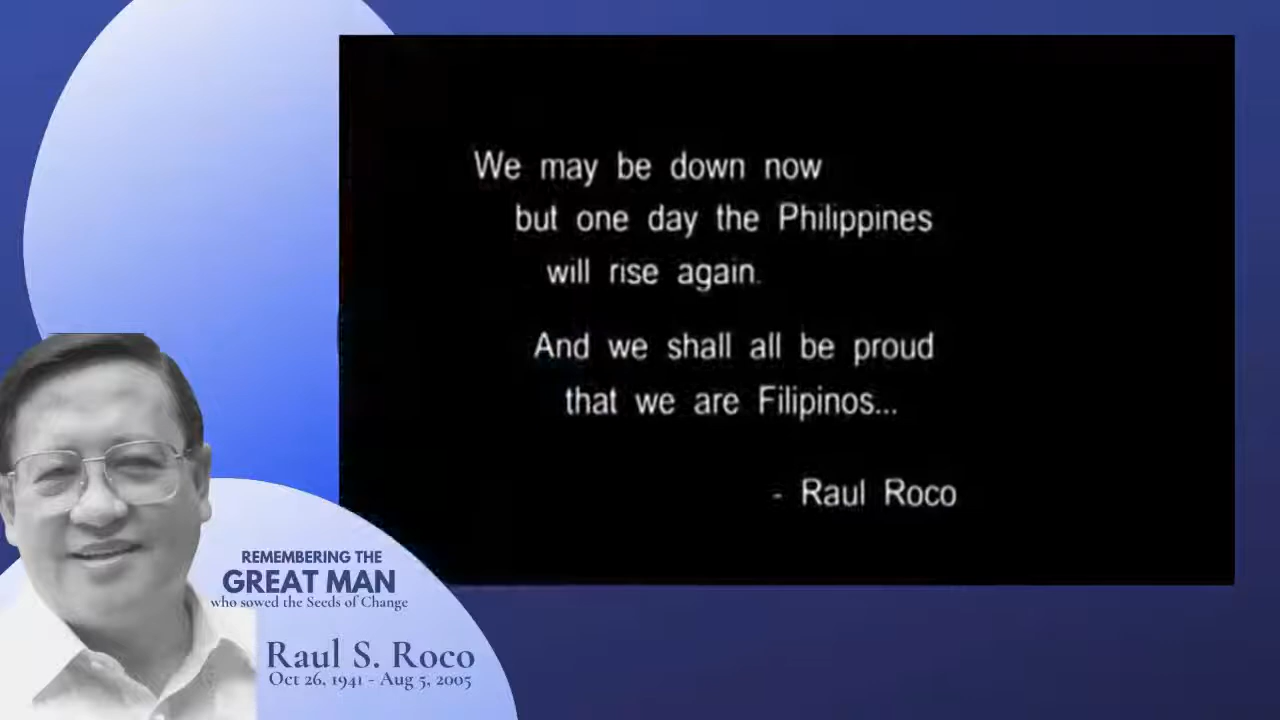 We may be down now
but one day the Philippines
will rise again.
And we shall all be proud
that we are Filipinos...
- Raul Roco
REMEMBERING THE
GREAT MAN
who sowed the Seeds of Change
Raul S. Roco
Oct 26, 1941 - Aug 5, 2005